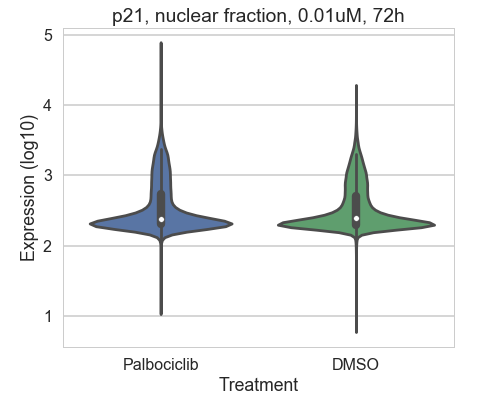 p21, nuclear fraction, 0.01uM, 72h
5
4
3
2
1
Expression (log10)
Palbociclib
DMSO
Treatment